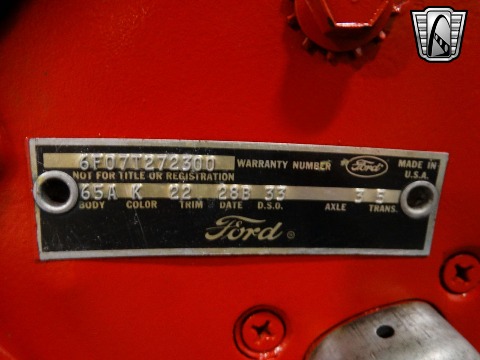 6F07T272300 WARRANTY NUMBER Ford MADE IN
NOT FOR TITLE OR REGISTRATION U.S.A.
65A K 22 28B 33 3 5
BODY COLOR TRIM DATE D.S.O. AXLE TRANS.
Ford ®